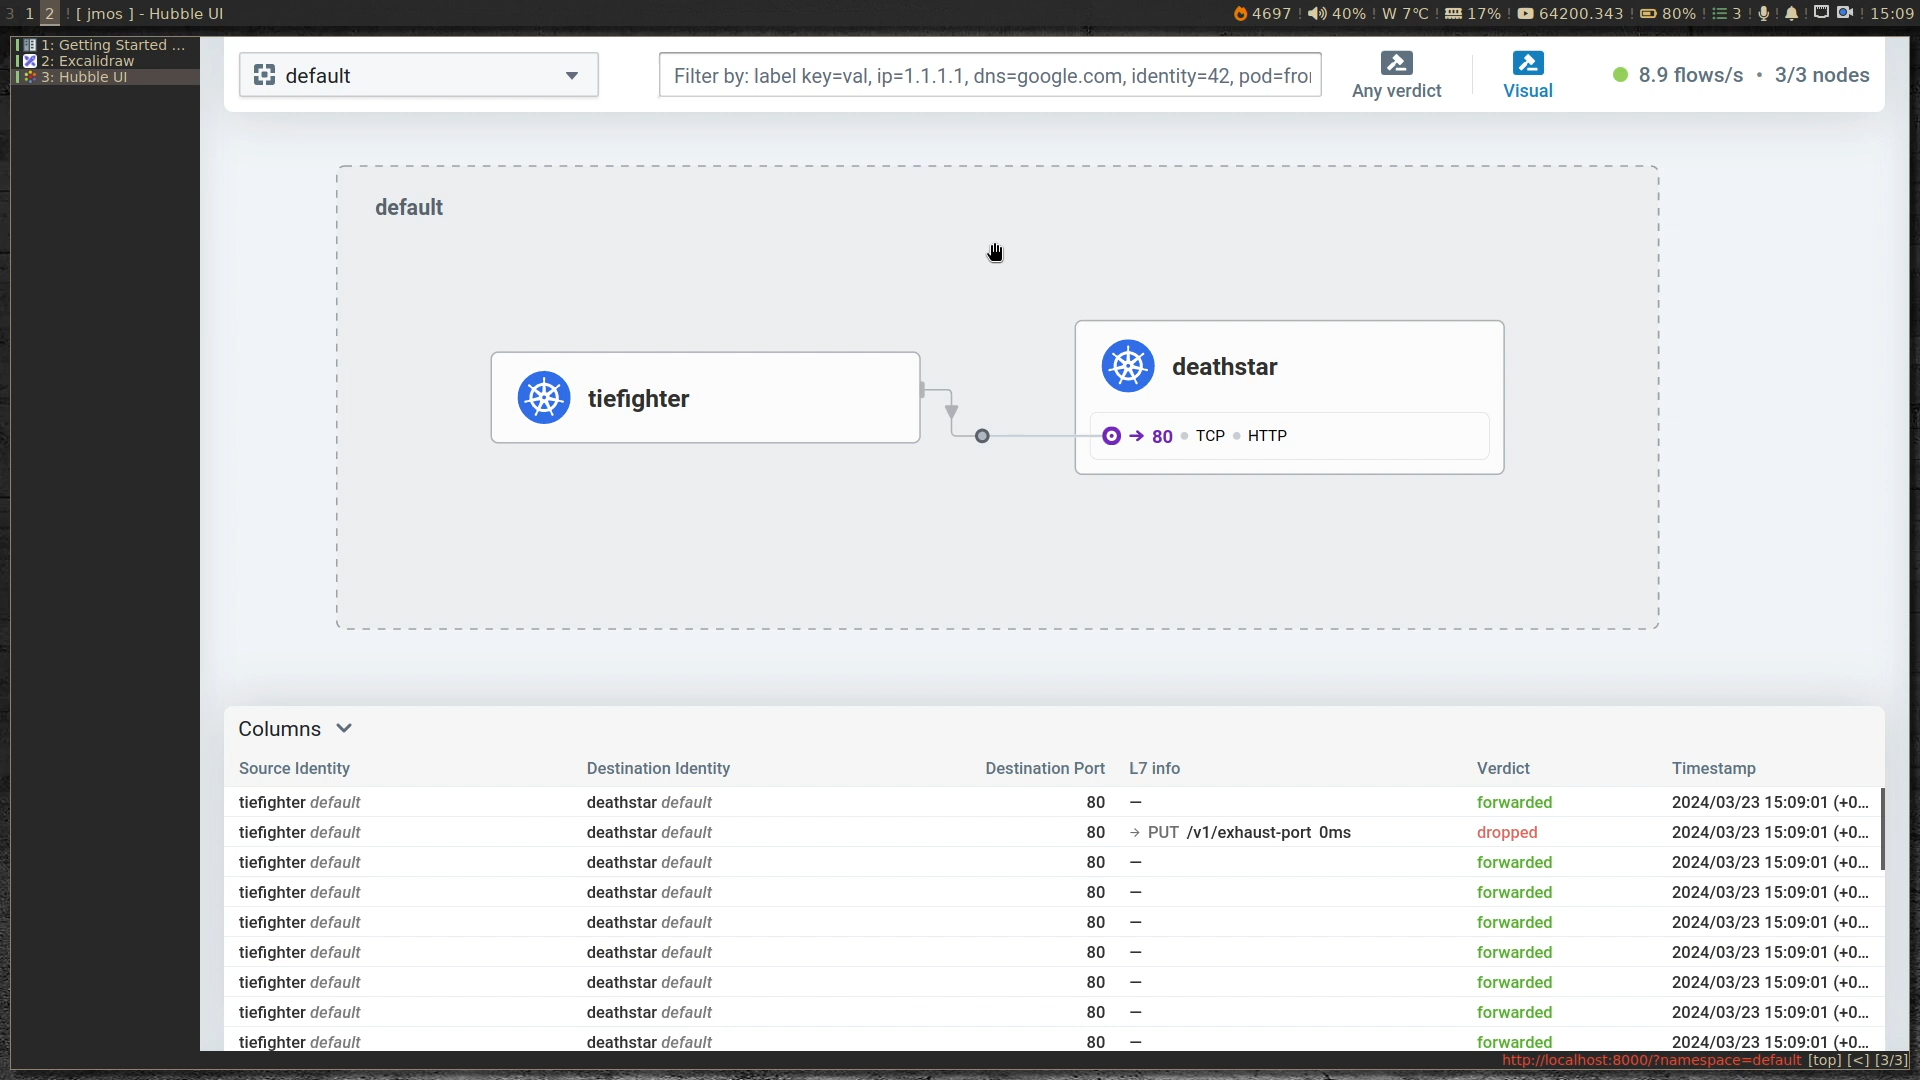 3 1 2 [ jmos ] - Hubble UI 4697 40% W 7℃ 17% 64200.343 80% 3 15:09
1: Getting Started ...
2: Excalidraw
3: Hubble UI
default
Filter by: label key=val, ip=1.1.1.1, dns=google.com, identity=42, pod=fro
Any verdict
Visual
8.9 flows/s • 3/3 nodes
default
tiefighter
deathstar
→ 80 • TCP • HTTP
Columns
Source Identity Destination Identity Destination Port L7 info Verdict Timestamp
tiefighter default deathstar default 80 — forwarded 2024/03/23 15:09:01 (+0...
tiefighter default deathstar default 80 → PUT /v1/exhaust-port 0ms dropped 2024/03/23 15:09:01 (+0...
tiefighter default deathstar default 80 — forwarded 2024/03/23 15:09:01 (+0...
tiefighter default deathstar default 80 — forwarded 2024/03/23 15:09:01 (+0...
tiefighter default deathstar default 80 — forwarded 2024/03/23 15:09:01 (+0...
tiefighter default deathstar default 80 — forwarded 2024/03/23 15:09:01 (+0...
tiefighter default deathstar default 80 — forwarded 2024/03/23 15:09:01 (+0...
tiefighter default deathstar default 80 — forwarded 2024/03/23 15:09:01 (+0...
tiefighter default deathstar default 80 — forwarded 2024/03/23 15:09:01 (+0...
http://localhost:8000/?namespace=default [top] [<] [3/3]